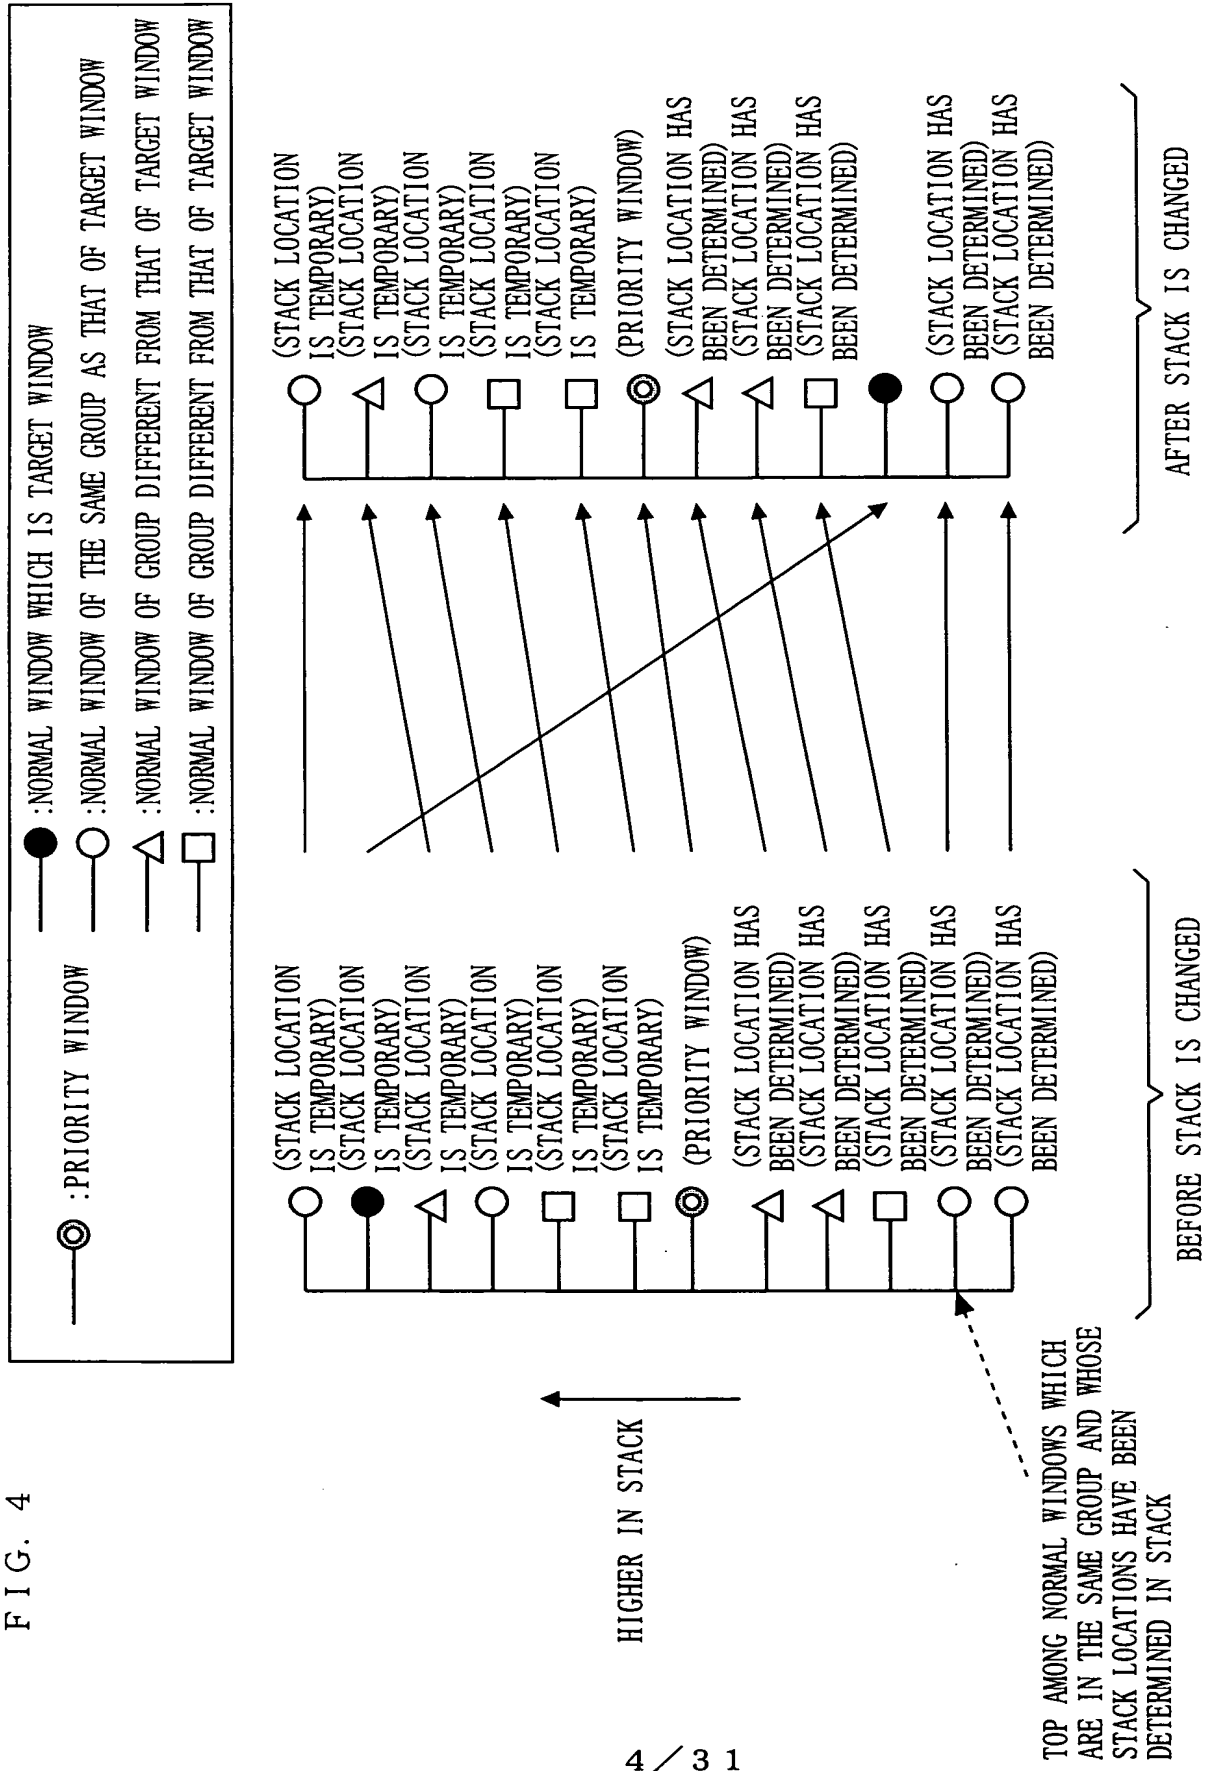 FIG. 4
:PRIORITY WINDOW
:NORMAL WINDOW WHICH IS TARGET WINDOW
:NORMAL WINDOW OF THE SAME GROUP AS THAT OF TARGET WINDOW
:NORMAL WINDOW OF GROUP DIFFERENT FROM THAT OF TARGET WINDOW
:NORMAL WINDOW OF GROUP DIFFERENT FROM THAT OF TARGET WINDOW
HIGHER IN STACK
TOP AMONG NORMAL WINDOWS WHICH
ARE IN THE SAME GROUP AND WHOSE
STACK LOCATIONS HAVE BEEN
DETERMINED IN STACK
(STACK LOCATION
IS TEMPORARY)
(STACK LOCATION
IS TEMPORARY)
(STACK LOCATION
IS TEMPORARY)
(STACK LOCATION
IS TEMPORARY)
(STACK LOCATION
IS TEMPORARY)
(STACK LOCATION
IS TEMPORARY)
(PRIORITY WINDOW)
(STACK LOCATION HAS
BEEN DETERMINED)
(STACK LOCATION HAS
BEEN DETERMINED)
(STACK LOCATION HAS
BEEN DETERMINED)
(STACK LOCATION HAS
BEEN DETERMINED)
(STACK LOCATION HAS
BEEN DETERMINED)
BEFORE STACK IS CHANGED
(STACK LOCATION
IS TEMPORARY)
(STACK LOCATION
IS TEMPORARY)
(STACK LOCATION
IS TEMPORARY)
(STACK LOCATION
IS TEMPORARY)
(STACK LOCATION
IS TEMPORARY)
(PRIORITY WINDOW)
(STACK LOCATION HAS
BEEN DETERMINED)
(STACK LOCATION HAS
BEEN DETERMINED)
(STACK LOCATION HAS
BEEN DETERMINED)
(STACK LOCATION HAS
BEEN DETERMINED)
(STACK LOCATION HAS
BEEN DETERMINED)
AFTER STACK IS CHANGED
4/31